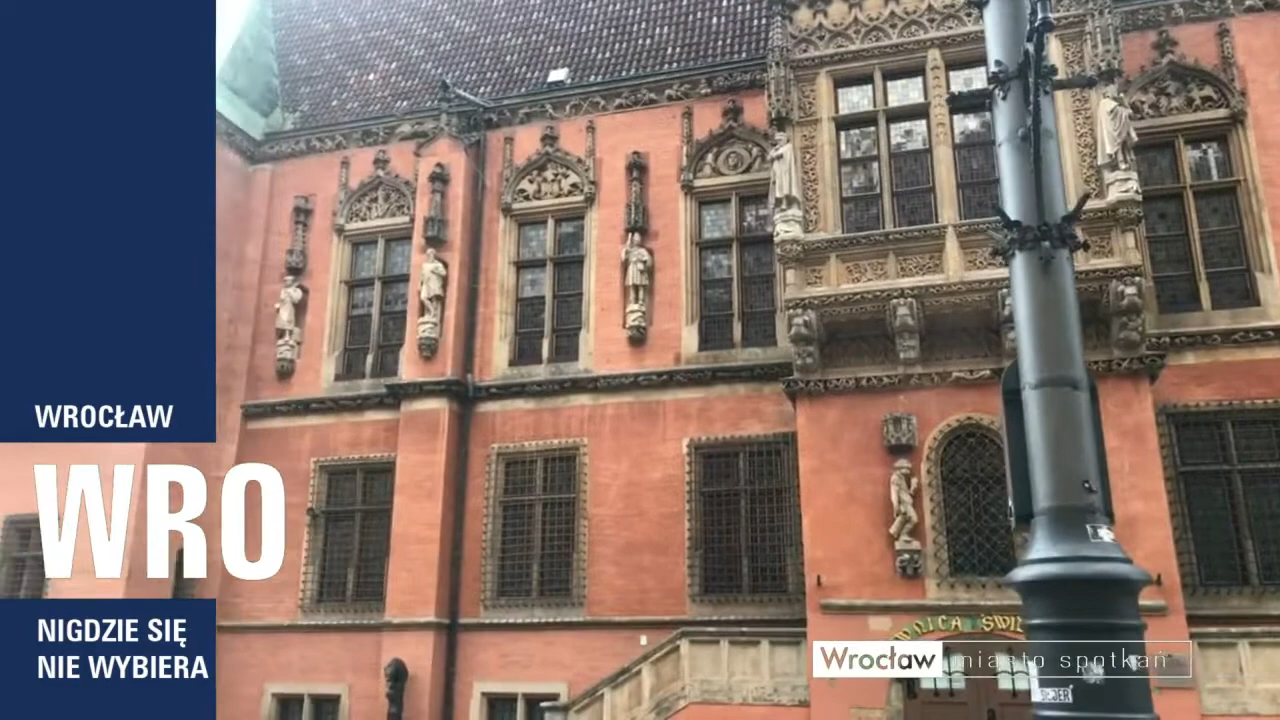 WROCŁAW
WRO
NIGDZIE SIĘ
NIE WYBIERA
Wrocław miasto spotkań